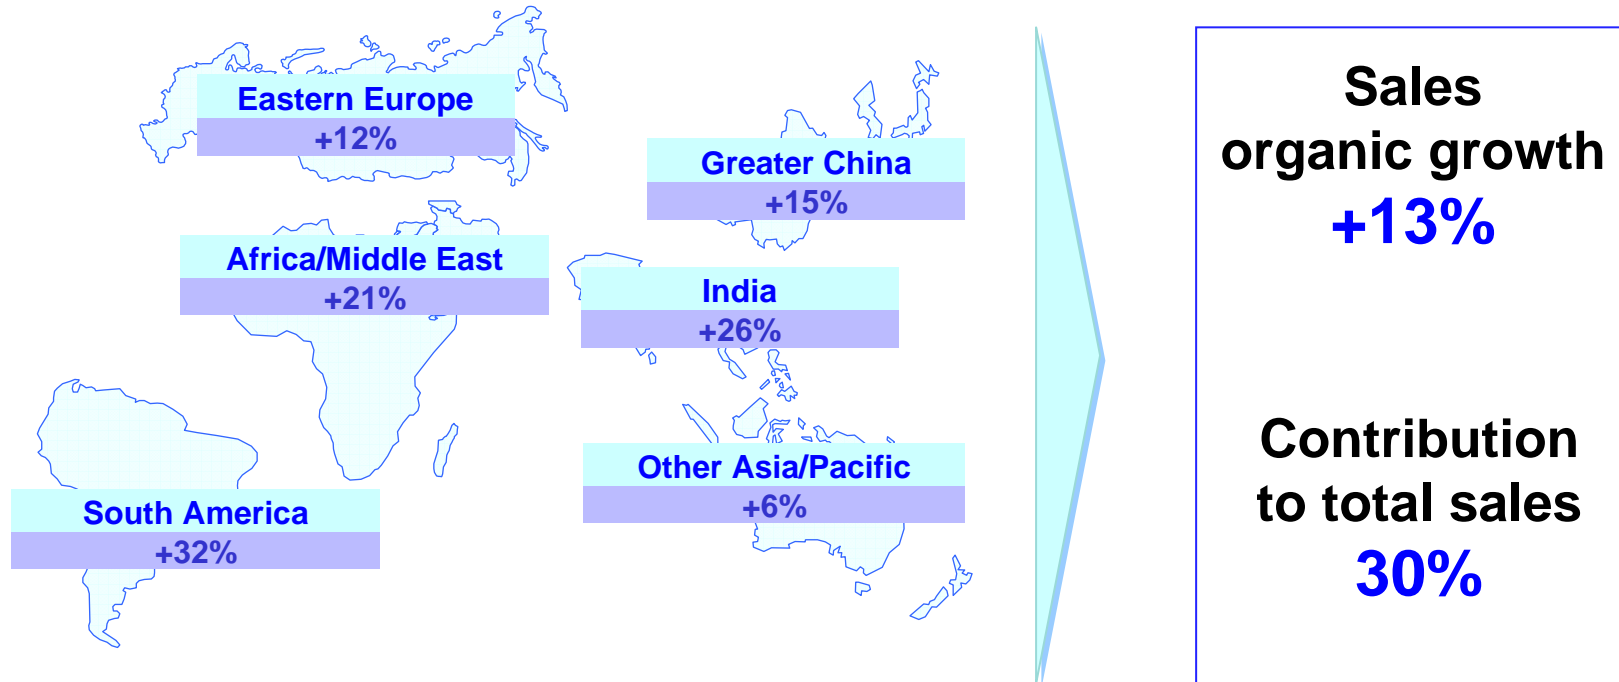 Eastern Europe
+12%
Greater China
+15%
Africa/Middle East
+21%
India
+26%
Other Asia/Pacific
+6%
South America
+32%
Sales
organic growth
+13%
Contribution
to total sales
30%